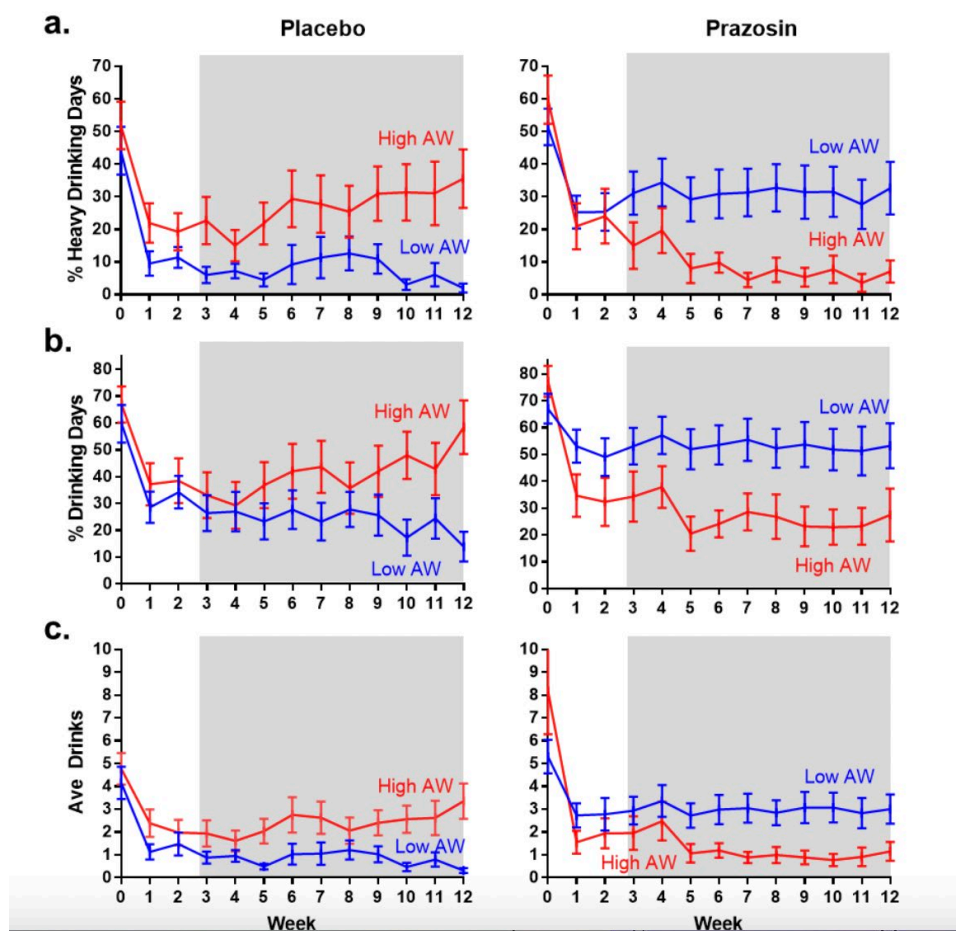 a.
Placebo
Prazosin
% Heavy Drinking Days
70
60
50
40
30
20
10
0
High AW
Low AW
0 1 2 3 4 5 6 7 8 9 10 11 12
70
60
50
40
30
20
10
0
Low AW
High AW
0 1 2 3 4 5 6 7 8 9 10 11 12
b.
% Drinking Days
80
70
60
50
40
30
20
10
0
High AW
Low AW
0 1 2 3 4 5 6 7 8 9 10 11 12
80
70
60
50
40
30
20
10
0
Low AW
High AW
0 1 2 3 4 5 6 7 8 9 10 11 12
c.
Ave Drinks
10
9
8
7
6
5
4
3
2
1
0
High AW
Low AW
0 1 2 3 4 5 6 7 8 9 10 11 12
Week
10
9
8
7
6
5
4
3
2
1
0
Low AW
High AW
0 1 2 3 4 5 6 7 8 9 10 11 12
Week